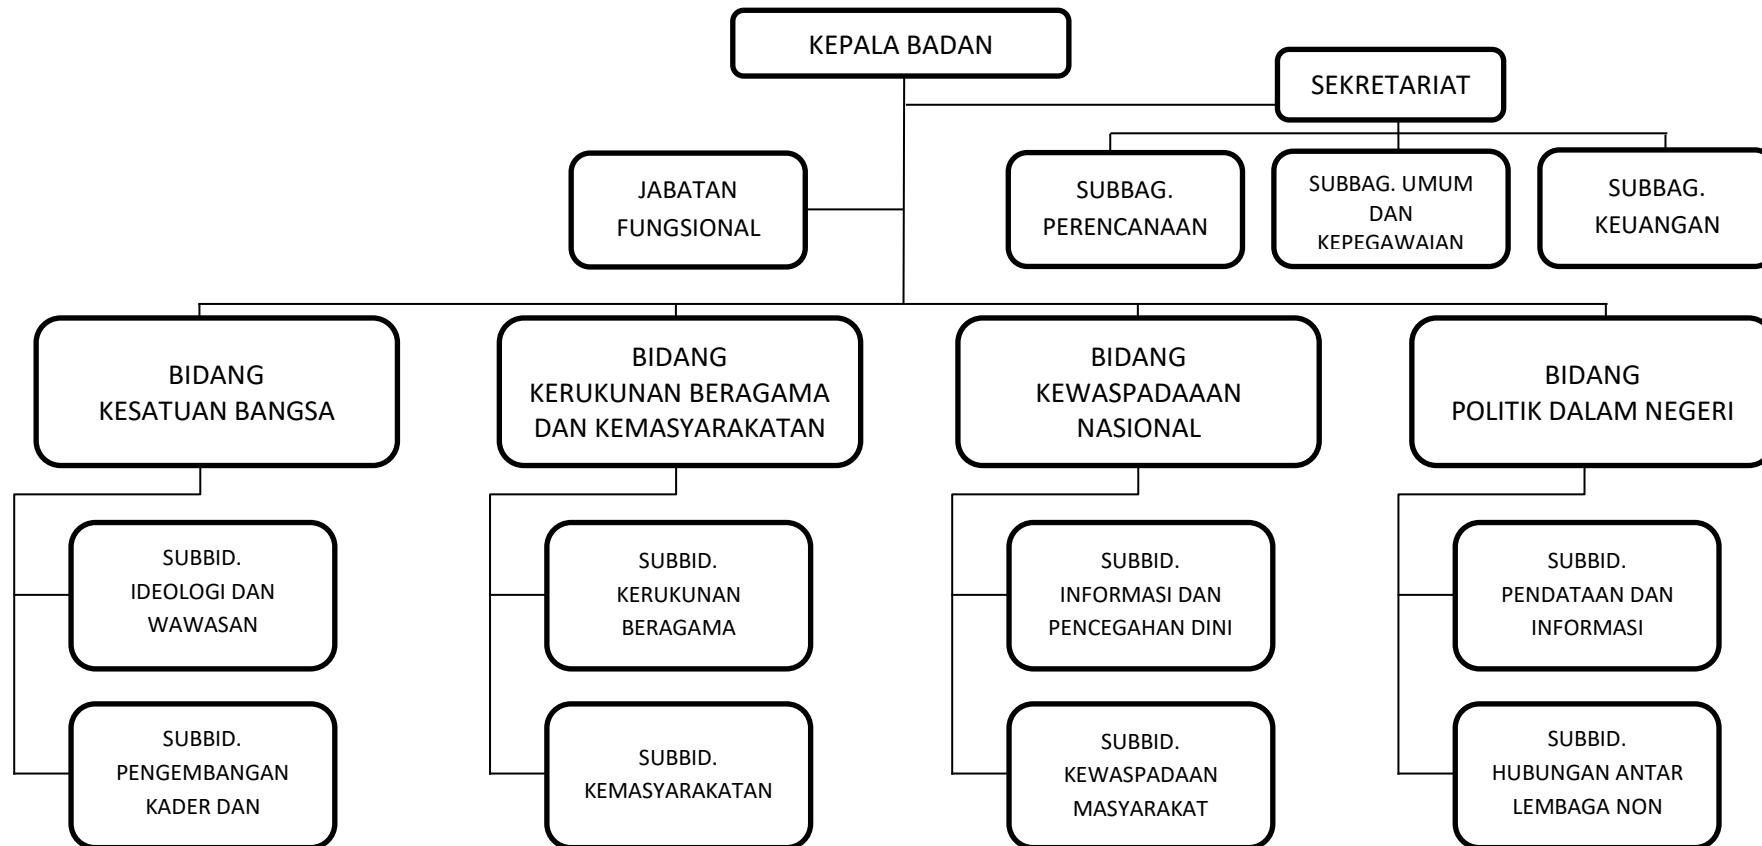 KEPALA BADAN
SEKRETARIAT
JABATAN
FUNGSIONAL
SUBBAG.
PERENCANAAN
SUBBAG. UMUM
DAN
KEPEGAWAIAN
SUBBAG.
KEUANGAN
BIDANG
KESATUAN BANGSA
BIDANG
KERUKUNAN BERAGAMA
DAN KEMASYARAKATAN
BIDANG
KEWASPADAAAN
NASIONAL
BIDANG
POLITIK DALAM NEGERI
SUBBID.
IDEOLOGI DAN
WAWASAN
SUBBID.
KERUKUNAN
BERAGAMA
SUBBID.
INFORMASI DAN
PENCEGAHAN DINI
SUBBID.
PENDATAAN DAN
INFORMASI
SUBBID.
PENGEMBANGAN
KADER DAN
SUBBID.
KEMASYARAKATAN
SUBBID.
KEWASPADAAN
MASYARAKAT
SUBBID.
HUBUNGAN ANTAR
LEMBAGA NON